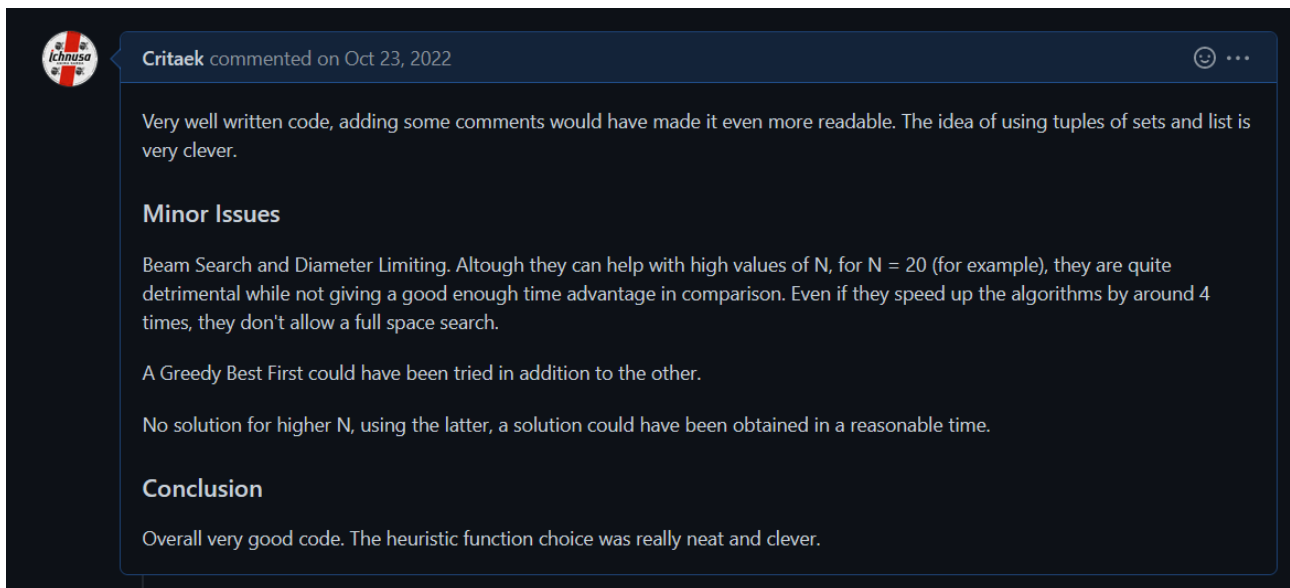 ichnusa
Critaek commented on Oct 23, 2022
Very well written code, adding some comments would have made it even more readable. The idea of using tuples of sets and list is
very clever.
Minor Issues
Beam Search and Diameter Limiting. Altough they can help with high values of N, for N = 20 (for example), they are quite
detrimental while not giving a good enough time advantage in comparison. Even if they speed up the algorithms by around 4
times, they don't allow a full space search.
A Greedy Best First could have been tried in addition to the other.
No solution for higher N, using the latter, a solution could have been obtained in a reasonable time.
Conclusion
Overall very good code. The heuristic function choice was really neat and clever.